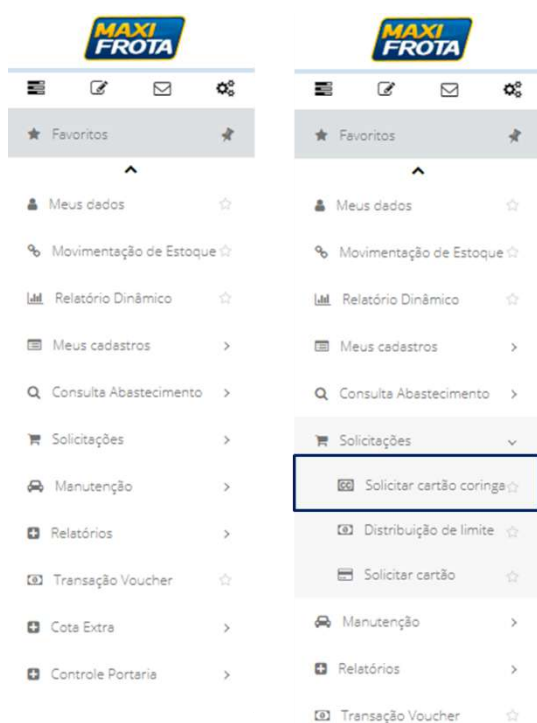 MAXI
FROTA
Favoritos
Meus dados
Movimentação de Estoque
Relatório Dinâmico
Meus cadastros
Consulta Abastecimento
Solicitações
Manutenção
Relatórios
Transação Voucher
Cota Extra
Controle Portaria
MAXI
FROTA
Favoritos
Meus dados
Movimentação de Estoque
Relatório Dinâmico
Meus cadastros
Consulta Abastecimento
Solicitações
CC Solicitar cartão coringa
Distribuição de limite
Solicitar cartão
Manutenção
Relatórios
Transação Voucher